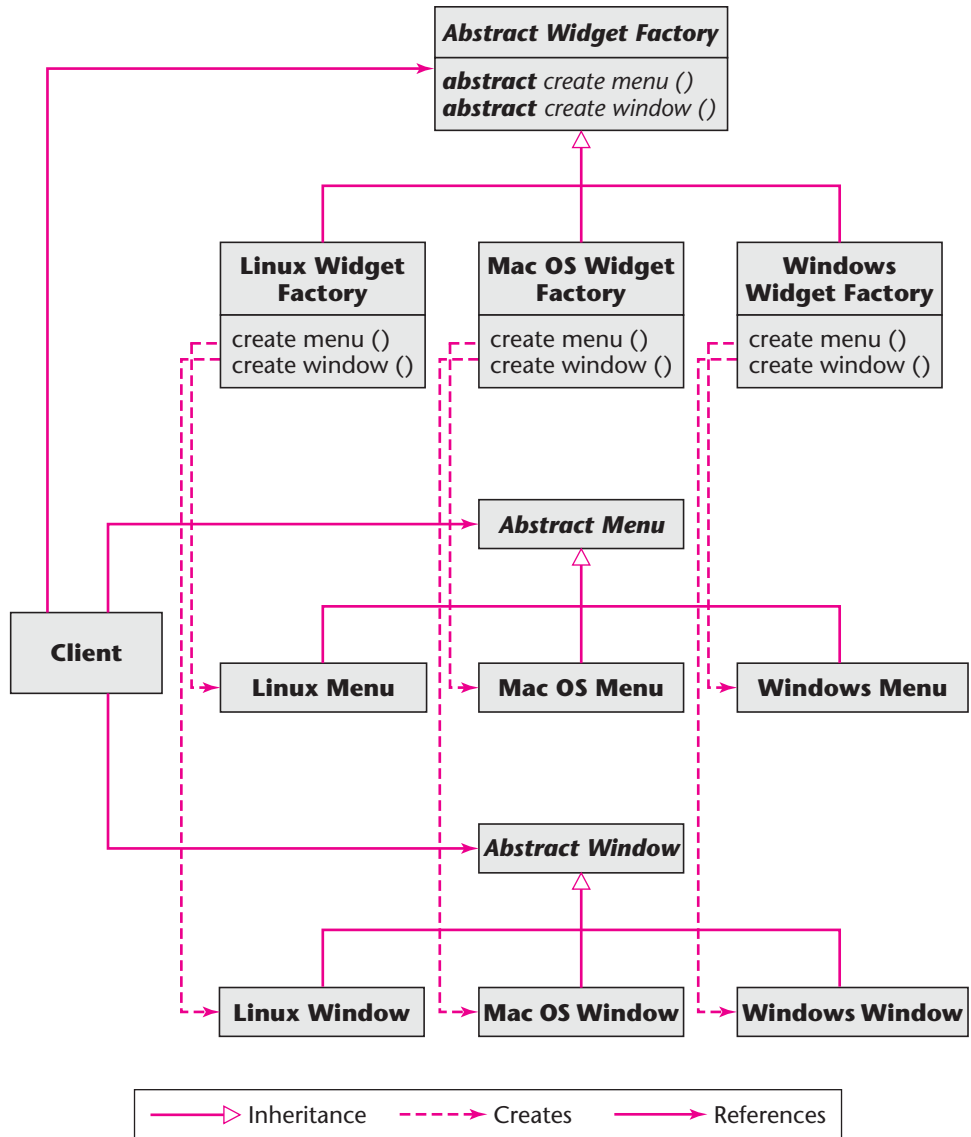 Abstract Widget Factory
abstract create menu ()
abstract create window ()
Linux Widget
Factory
create menu ()
create window ()
Mac OS Widget
Factory
create menu ()
create window ()
Windows
Widget Factory
create menu ()
create window ()
Abstract Menu
Client
Linux Menu
Mac OS Menu
Windows Menu
Abstract Window
Linux Window
Mac OS Window
Windows Window
Inheritance
Creates
References